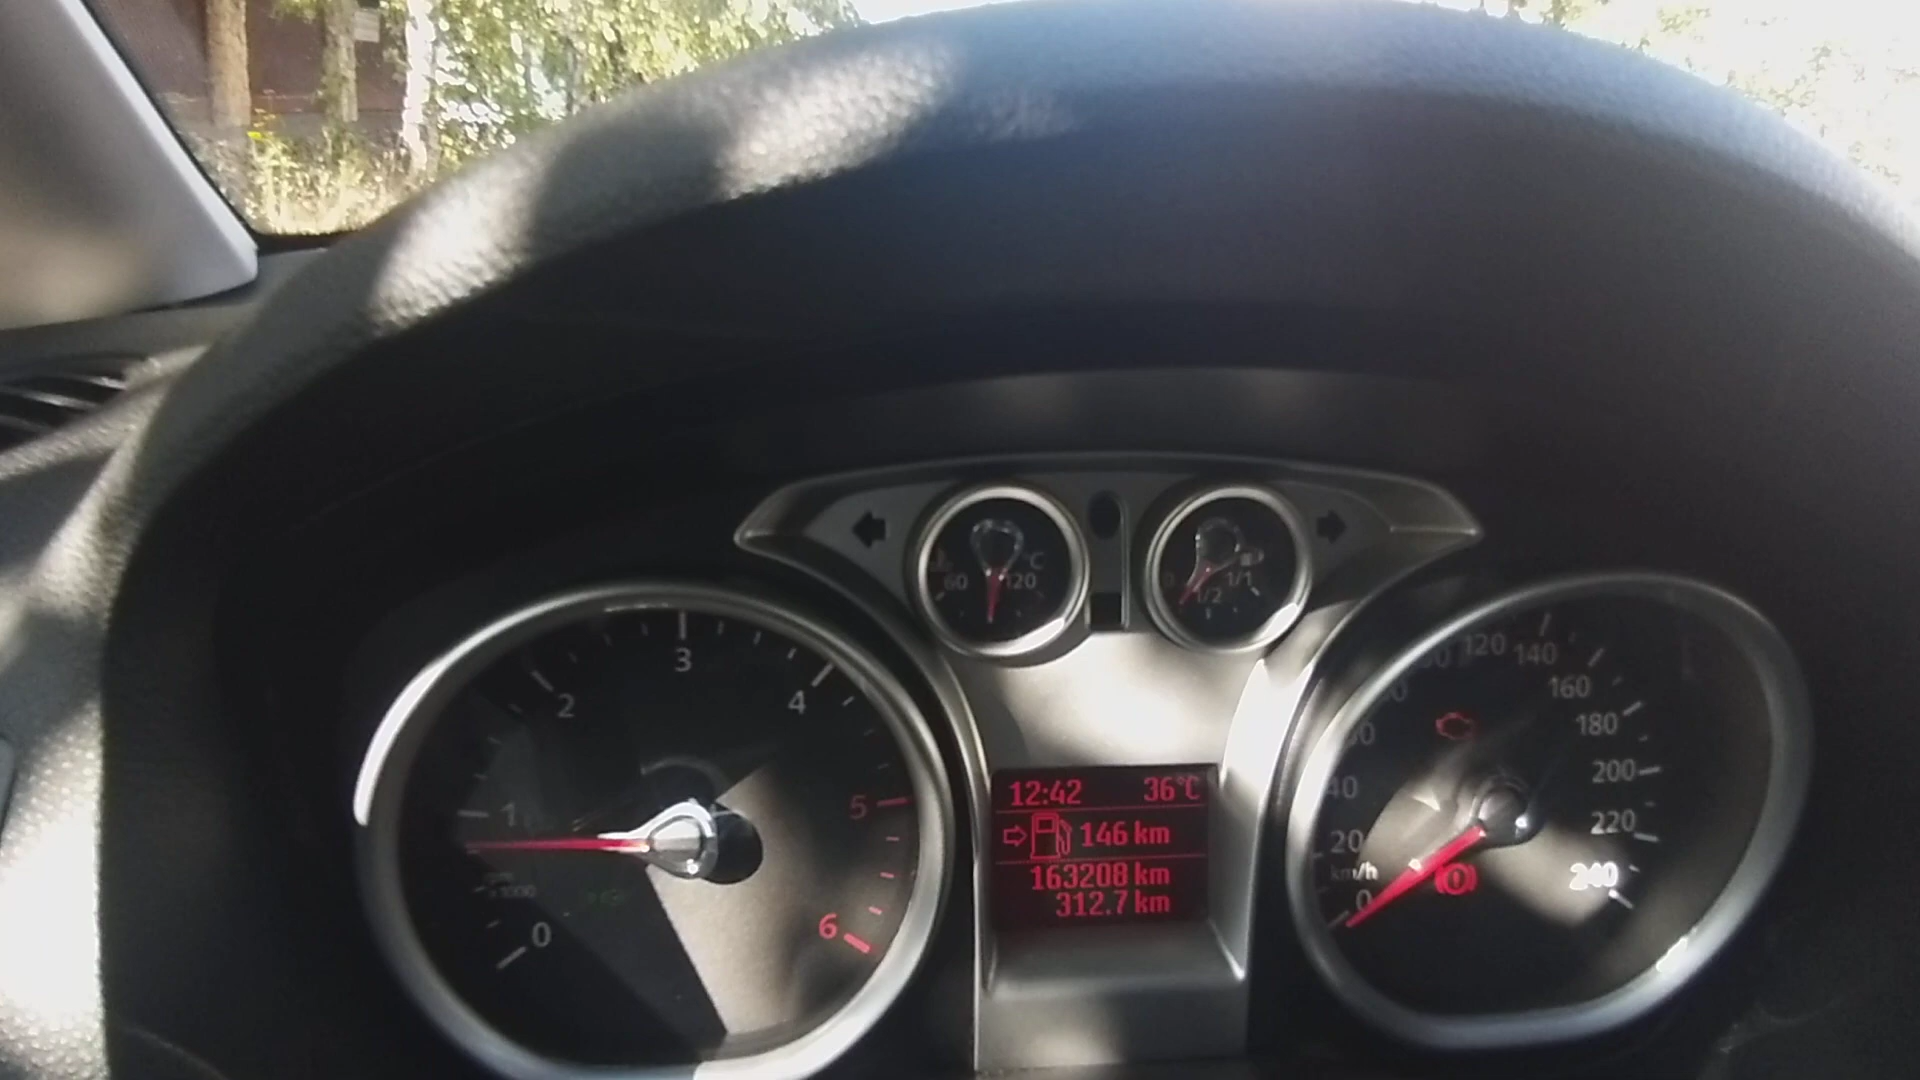 60 °C 120
1/2 1/1
0 1 2 3 4 5 6
x1000
12:42 36°C
146 km
163208 km
312.7 km
0 20 40 120 140 160 180 200 220 240
km/h